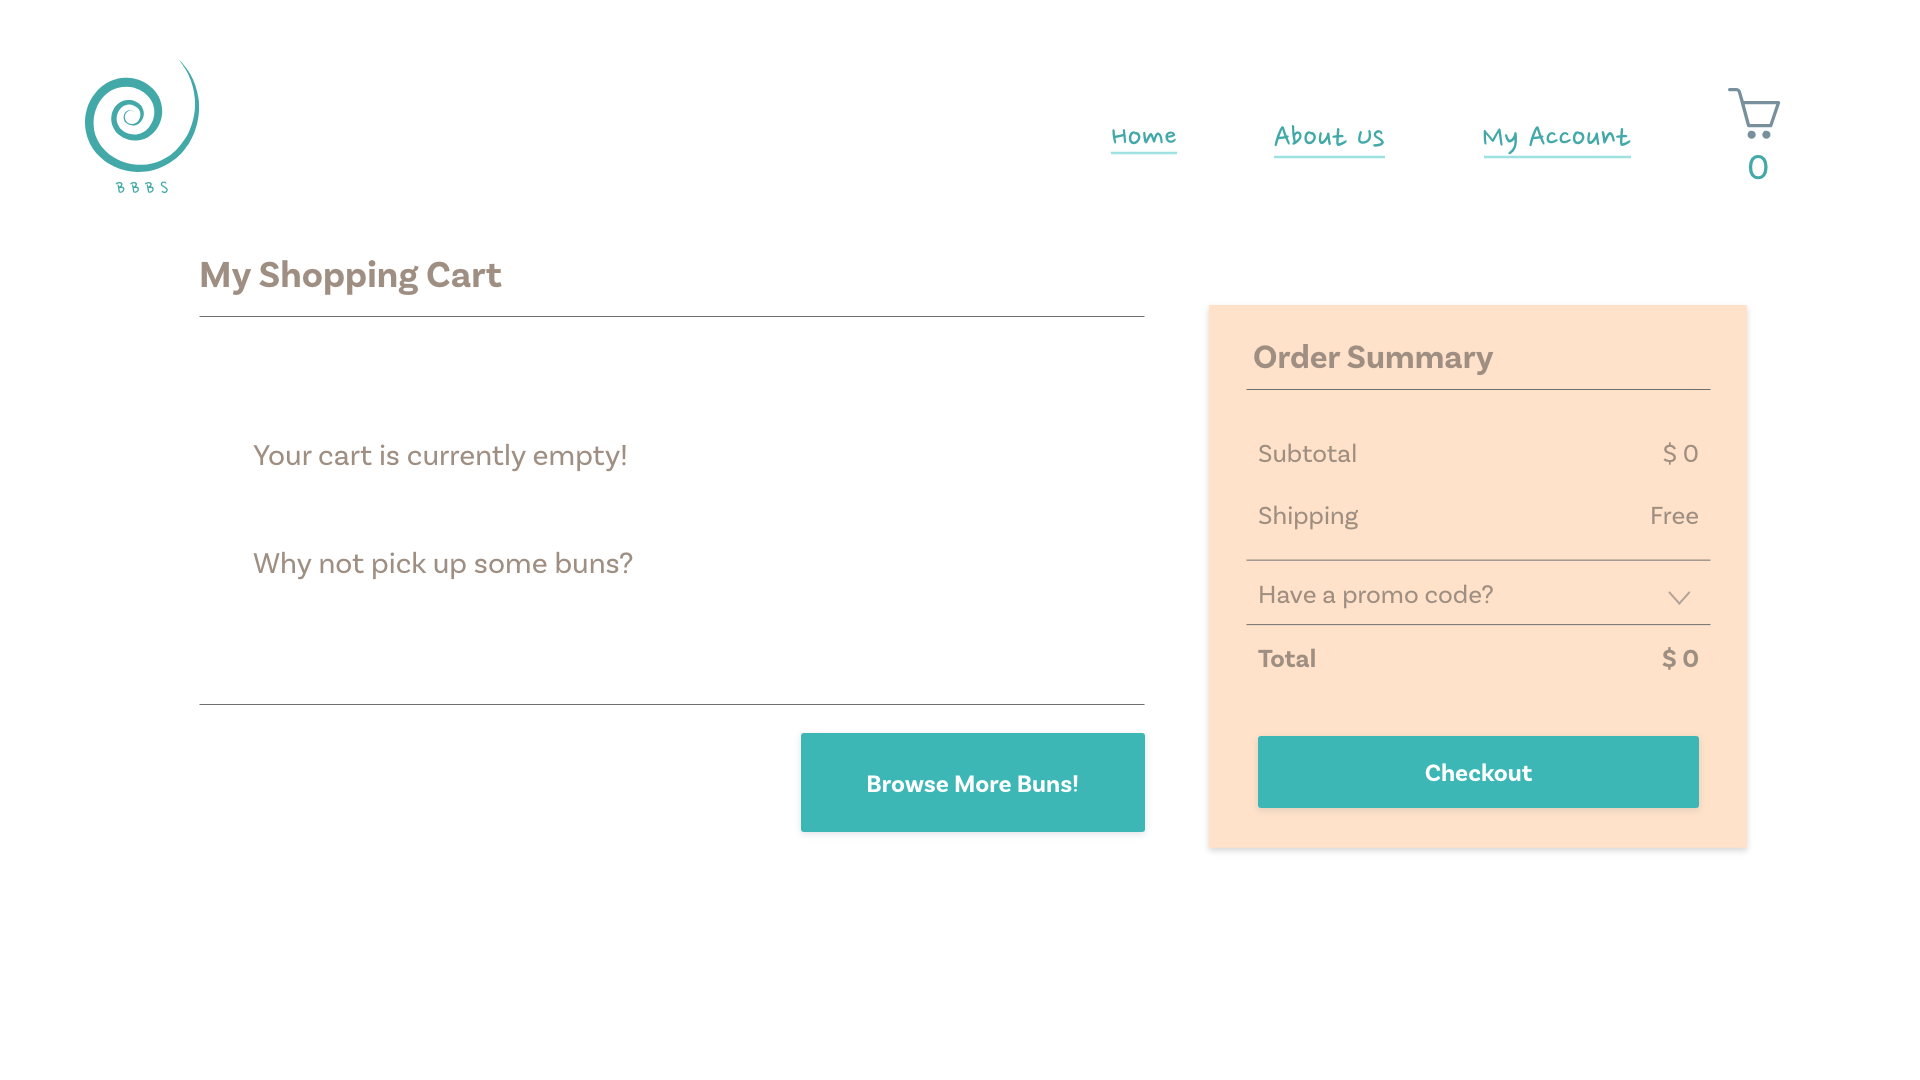 B B B S
Home
About us
My Account
0
My Shopping Cart
Your cart is currently empty!
Why not pick up some buns?
Browse More Buns!
Order Summary
Subtotal $ 0
Shipping Free
Have a promo code?
Total $ 0
Checkout